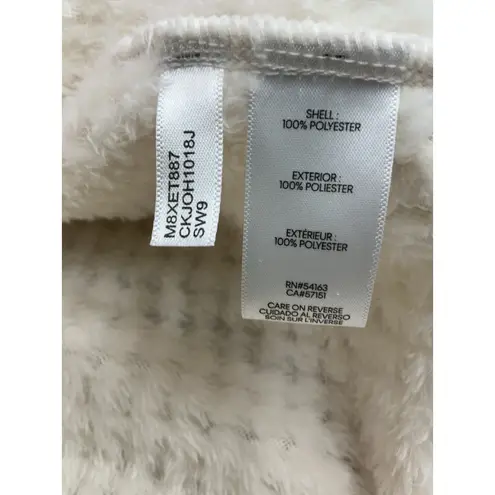 M8XET887
CKJOH1018J
SW9
SHELL :
100% POLYESTER
EXTERIOR :
100% POLIESTER
EXTÉRIEUR :
100% POLYESTER
RN#54163
CA#57151
CARE ON REVERSE
CUIDADO AL REVERSO
SOIN SUR L'INVERSE